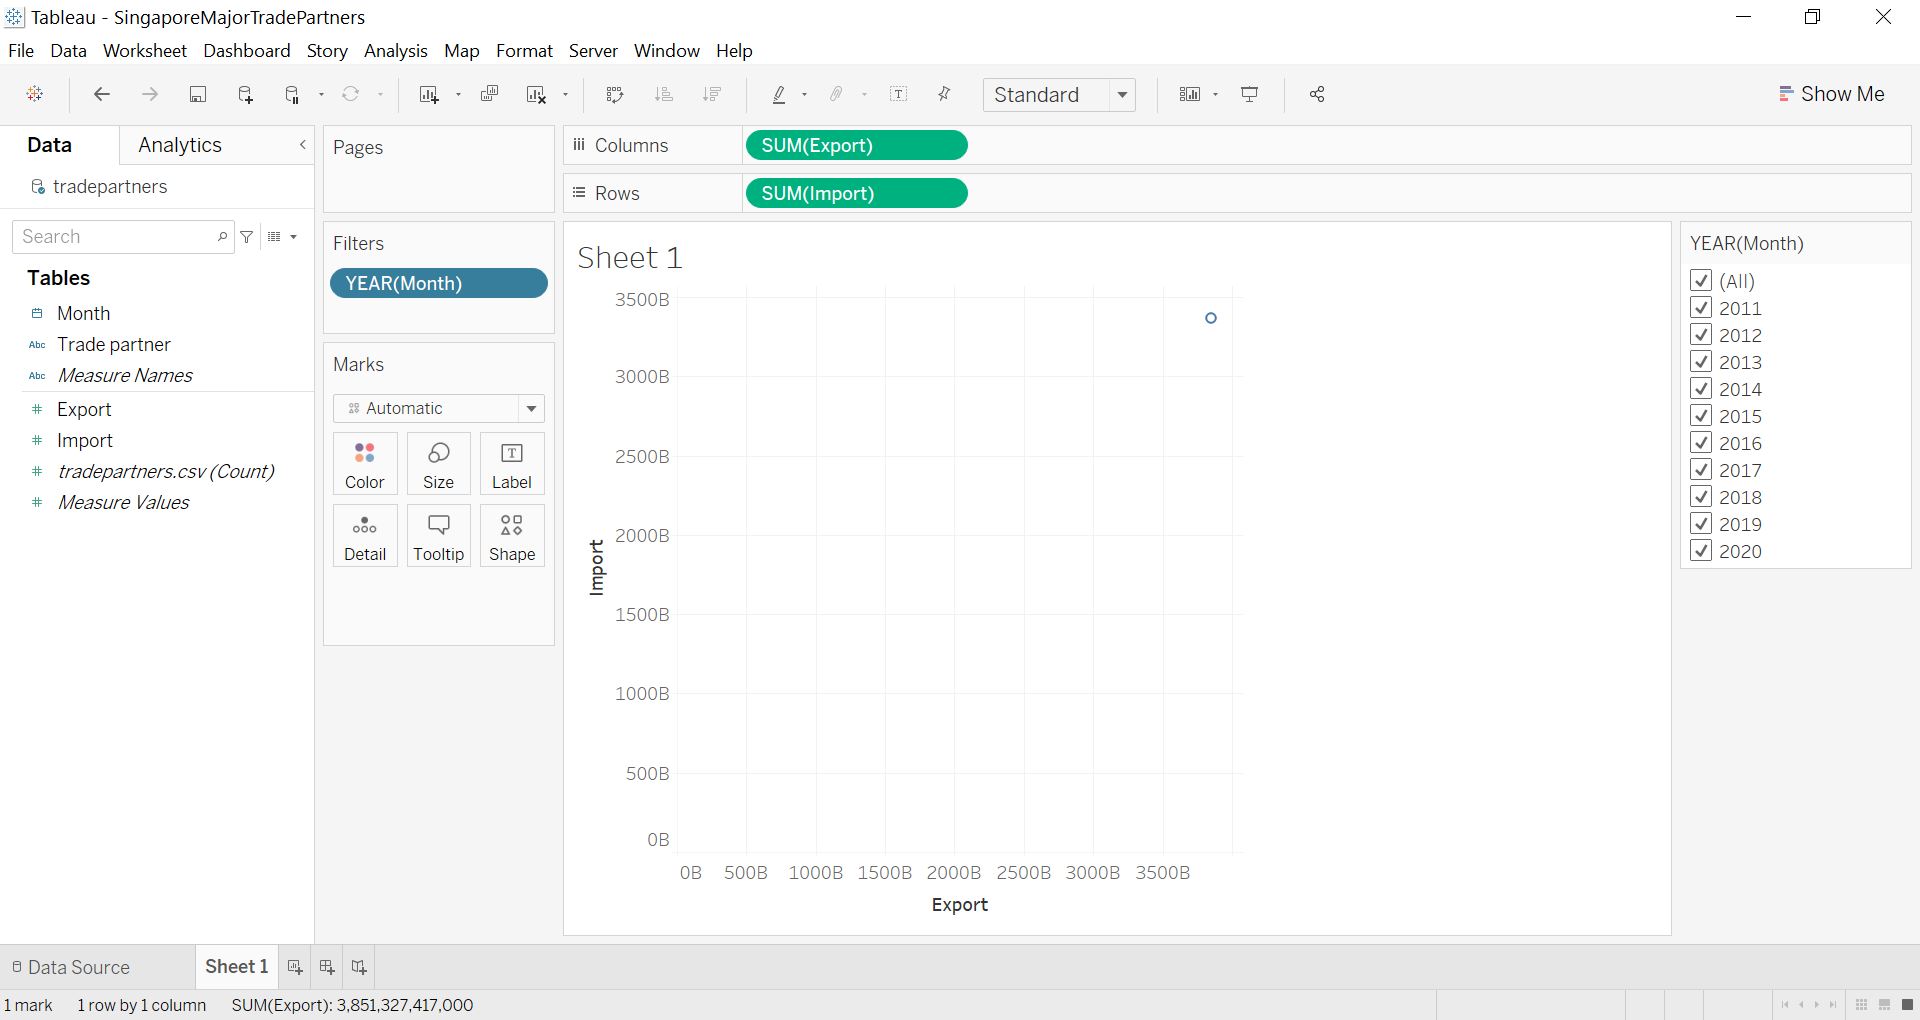 Tableau - SingaporeMajorTradePartners
File Data Worksheet Dashboard Story Analysis Map Format Server Window Help
Standard
Show Me
Data
Analytics
tradepartners
Search
Tables
Month
Abc Trade partner
Abc Measure Names
# Export
# Import
# tradepartners.csv (Count)
# Measure Values
Pages
Filters
YEAR(Month)
Marks
Automatic
Color
Size
T
Label
Detail
Tooltip
Shape
Columns
SUM(Export)
Rows
SUM(Import)
Sheet 1
3500B
3000B
2500B
2000B
1500B
1000B
500B
0B
Import
0B 500B 1000B 1500B 2000B 2500B 3000B 3500B
Export
YEAR(Month)
(All)
2011
2012
2013
2014
2015
2016
2017
2018
2019
2020
Data Source
Sheet 1
1 mark 1 row by 1 column SUM(Export): 3,851,327,417,000